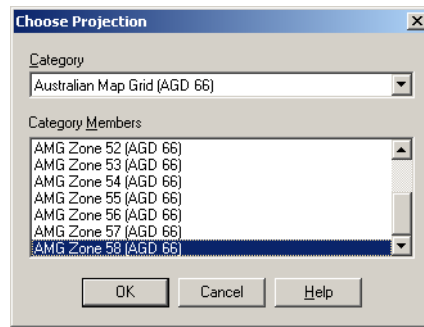 Choose Projection
Category
Australian Map Grid (AGD 66)
Category Members
AMG Zone 52 (AGD 66)
AMG Zone 53 (AGD 66)
AMG Zone 54 (AGD 66)
AMG Zone 55 (AGD 66)
AMG Zone 56 (AGD 66)
AMG Zone 57 (AGD 66)
AMG Zone 58 (AGD 66)
OK Cancel Help